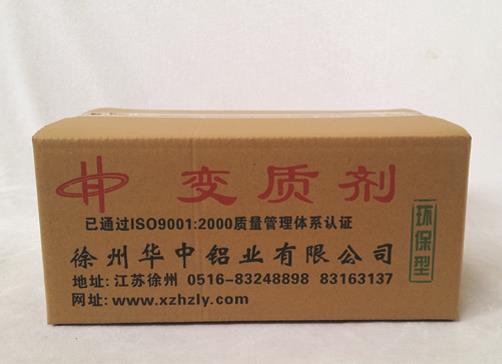 变质剂
已通过ISO9001:2000质量管理体系认证
徐州华中铝业有限公司
地址: 江苏徐州 0516-83248898 83163137
网址: www.xzhzly.com
环保型